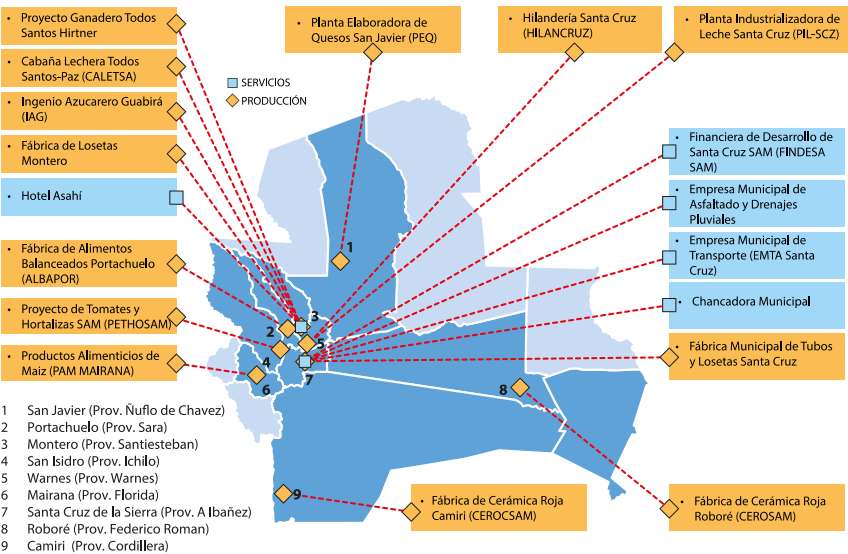 • Proyecto Ganadero Todos
Santos Hirtner
• Cabaña Lechera Todos
Santos-Paz (CALETSA)
• Ingenio Azucarero Guabirá
(IAG)
• Fábrica de Losetas
Montero
• Hotel Asahí
• Fábrica de Alimentos
Balanceados Portachuelo
(ALBAPOR)
• Proyecto de Tomates y
Hortalizas SAM (PETHOSAM)
• Productos Alimenticios de
Maiz (PAM MAIRANA)
• Planta Elaboradora de
Quesos San Javier (PEQ)
• Hilandería Santa Cruz
(HILANCRUZ)
• Planta Industrializadora de
Leche Santa Cruz (PIL-SCZ)
SERVICIOS
PRODUCCIÓN
• Financiera de Desarrollo de
Santa Cruz SAM (FINDESA
SAM)
• Empresa Municipal de
Asfaltado y Drenajes
Pluviales
• Empresa Municipal de
Transporte (EMTA Santa
Cruz)
• Chancadora Municipal
• Fábrica Municipal de Tubos
y Losetas Santa Cruz
1
2
3
4
5
6
7
8
9
1 San Javier (Prov. Ñuflo de Chavez)
2 Portachuelo (Prov. Sara)
3 Montero (Prov. Santiesteban)
4 San Isidro (Prov. Ichilo)
5 Warnes (Prov. Warnes)
6 Mairana (Prov. Florida)
7 Santa Cruz de la Sierra (Prov. A Ibañez)
8 Roboré (Prov. Federico Roman)
9 Camiri (Prov. Cordillera)
• Fábrica de Cerámica Roja
Camiri (CEROCSAM)
• Fábrica de Cerámica Roja
Roboré (CEROSAM)